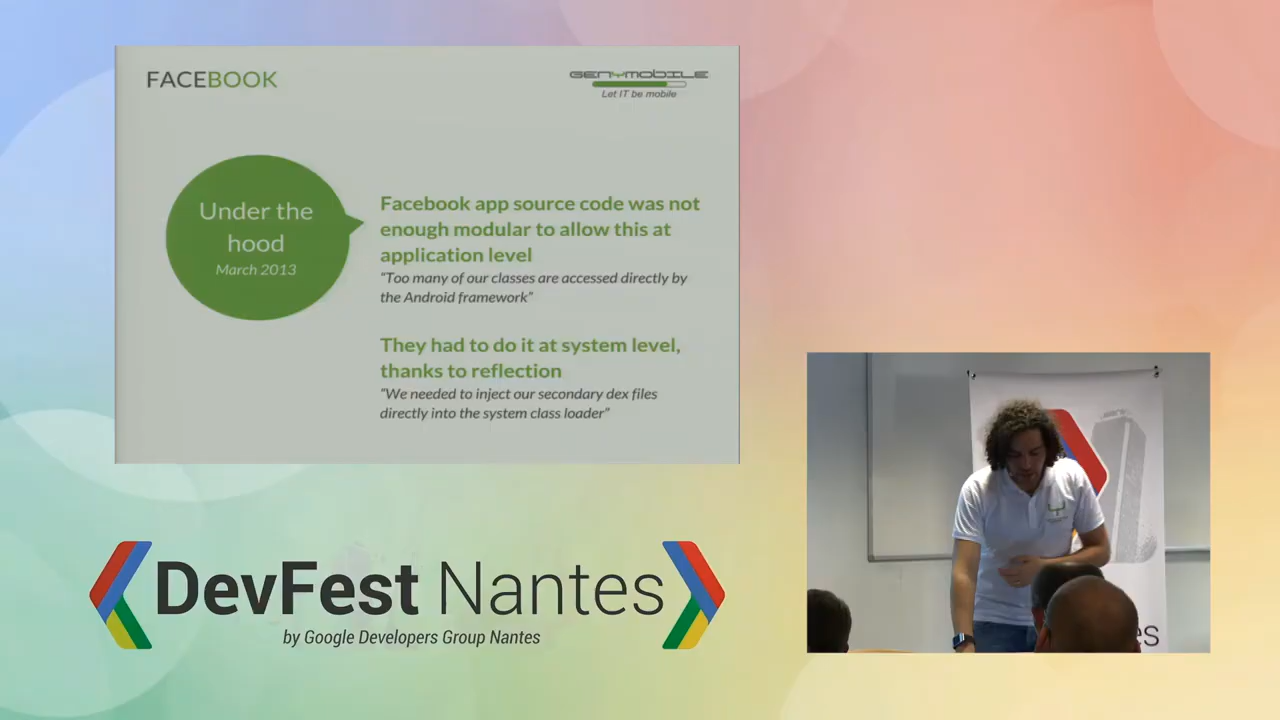 FACEBOOK
GENYMOBILE
Let IT be mobile
Under the
hood
March 2013
Facebook app source code was not
enough modular to allow this at
application level
"Too many of our classes are accessed directly by
the Android framework"
They had to do it at system level,
thanks to reflection
"We needed to inject our secondary dex files
directly into the system class loader"
DevFest Nantes
by Google Developers Group Nantes
es